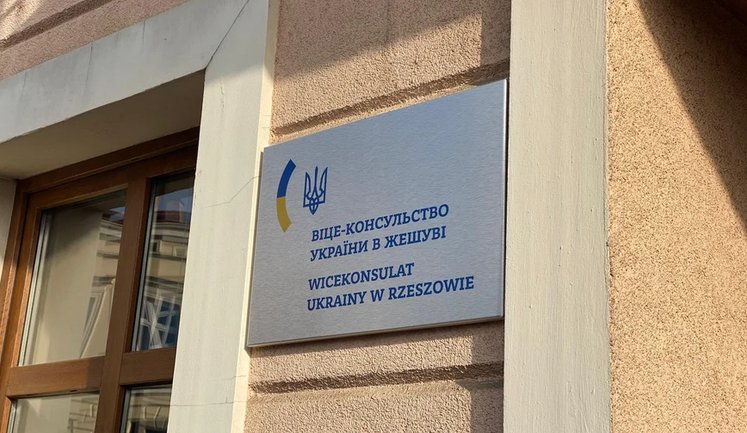 ВІЦЕ-КОНСУЛЬСТВО
УКРАЇНИ В ЖЕШУВІ
WICEKONSULAT
UKRAINY W RZESZOWIE